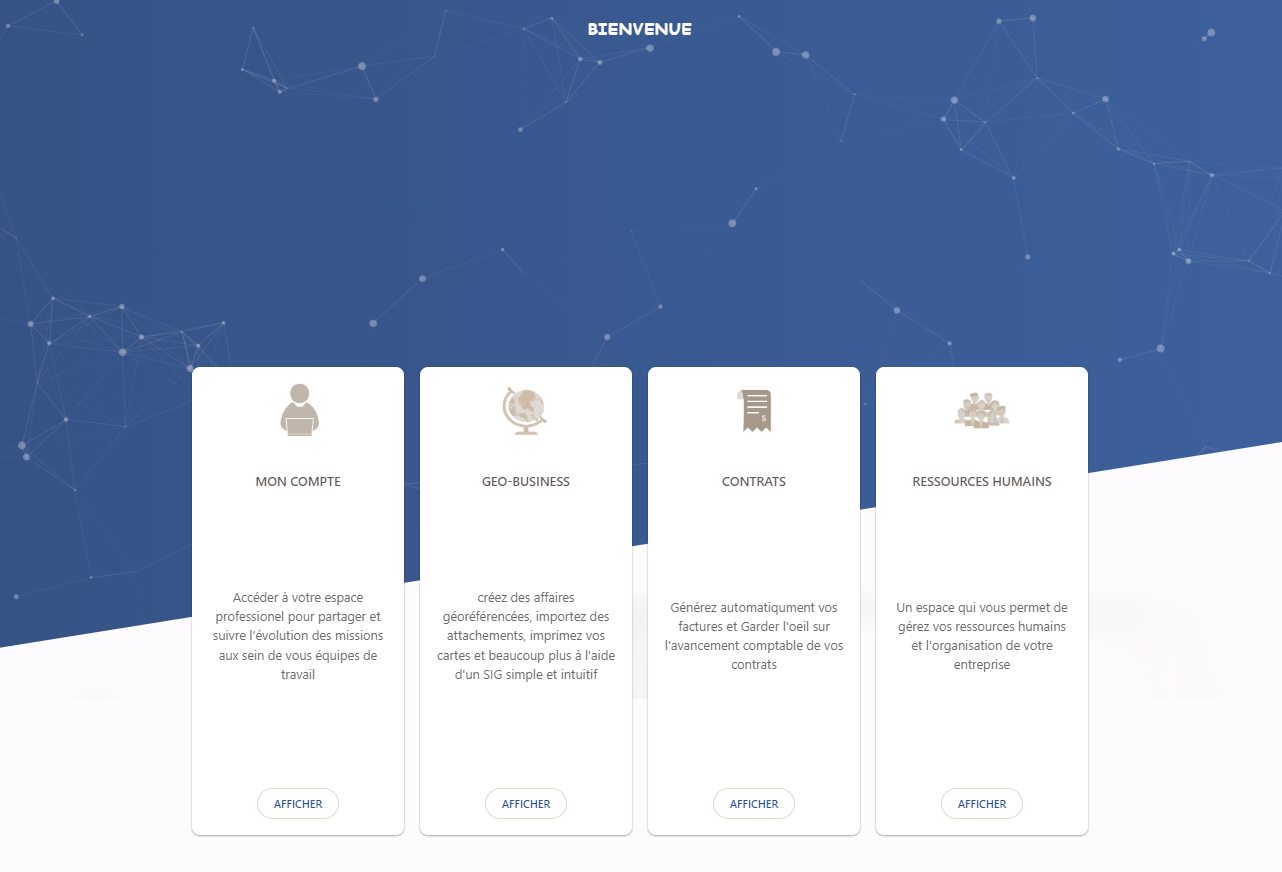 BIENVENUE
MON COMPTE
Accéder à votre espace
professionel pour partager et
suivre l'évolution des missions
aux sein de vous équipes de
travail
AFFICHER
GEO-BUSINESS
créez des affaires
géoréférencées, importez des
attachements, imprimez vos
cartes et beaucoup plus à l'aide
d'un SIG simple et intuitif
AFFICHER
CONTRATS
Générez automatiqument vos
factures et Garder l'oeil sur
l'avancement comptable de vos
contrats
AFFICHER
RESSOURCES HUMAINS
Un espace qui vous permet de
gérez vos ressources humains
et l'organisation de votre
entreprise
AFFICHER